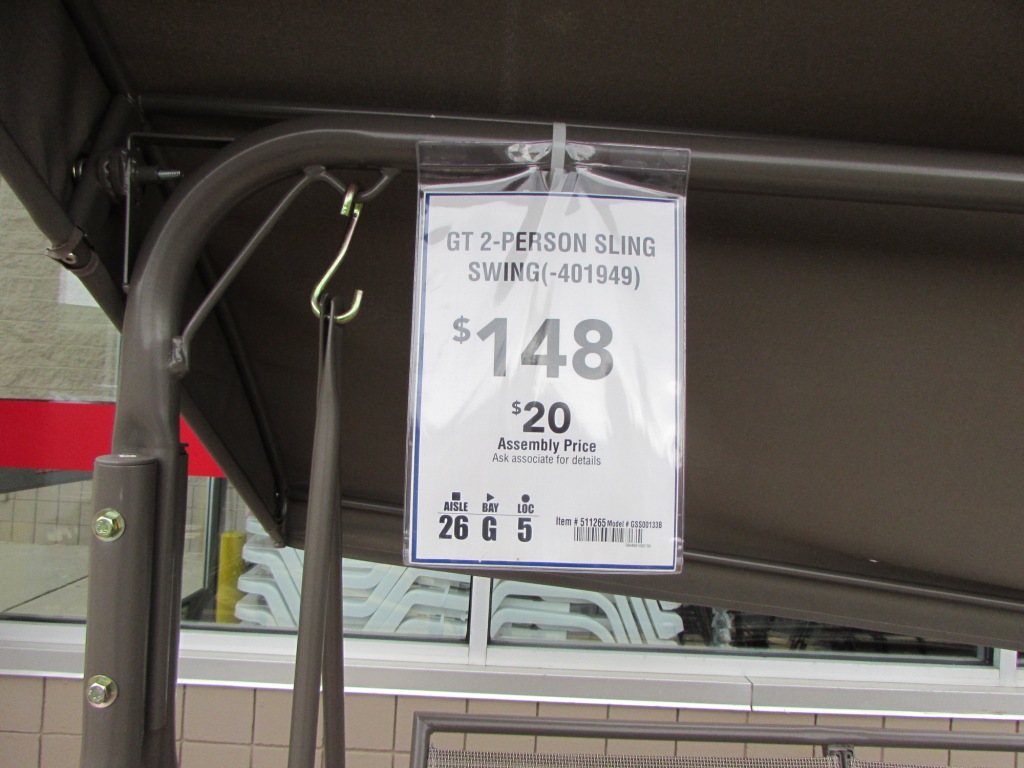 GT 2-PERSON SLING
SWING(-401949)
$148
$20
Assembly Price
Ask associate for details
AISLE BAY LOC
26 G 5
Item # 511265 Model # GSS00133B